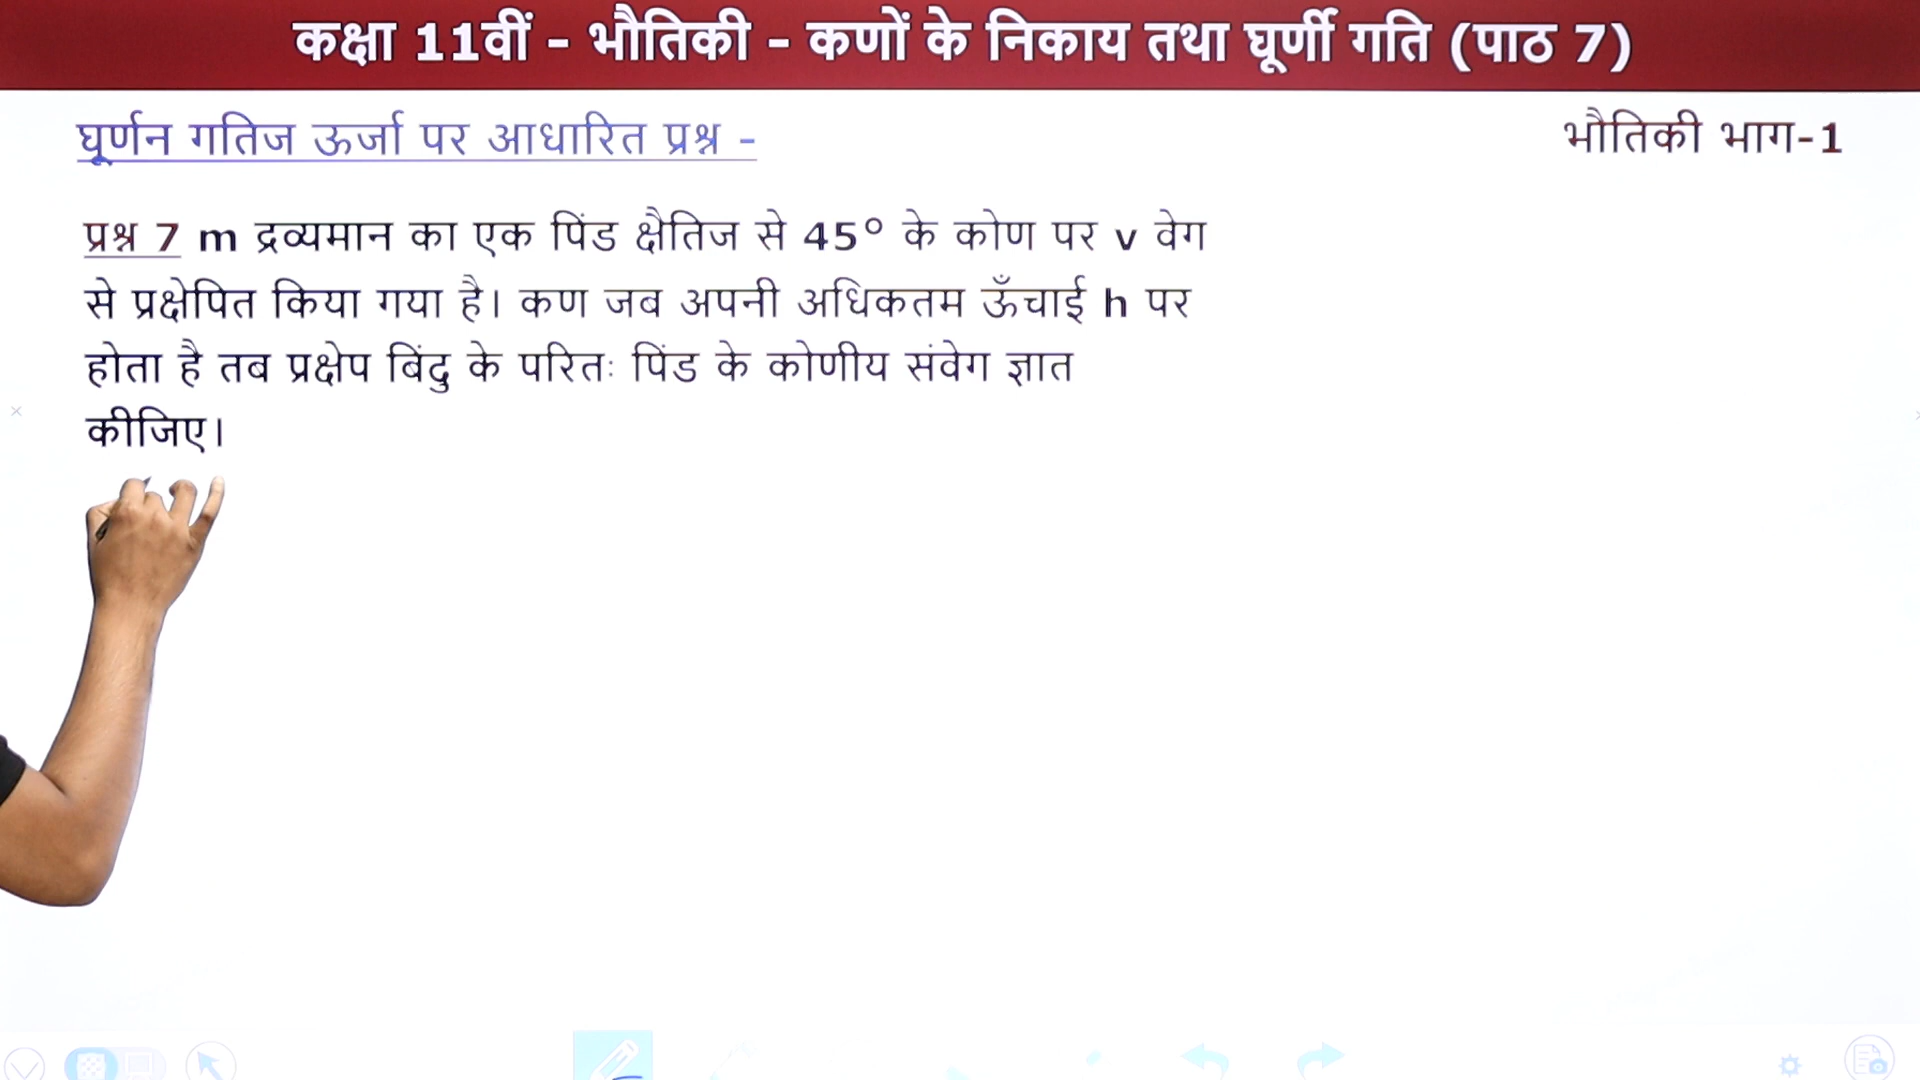 कक्षा 11वीं - भौतिकी - कणों के निकाय तथा घूर्णी गति (पाठ 7)
घूर्णन गतिज ऊर्जा पर आधारित प्रश्न -
भौतिकी भाग-1
प्रश्न 7 m द्रव्यमान का एक पिंड क्षैतिज से 45° के कोण पर v वेग
से प्रक्षेपित किया गया है। कण जब अपनी अधिकतम ऊँचाई h पर
होता है तब प्रक्षेप बिंदु के परितः पिंड के कोणीय संवेग ज्ञात
कीजिए।